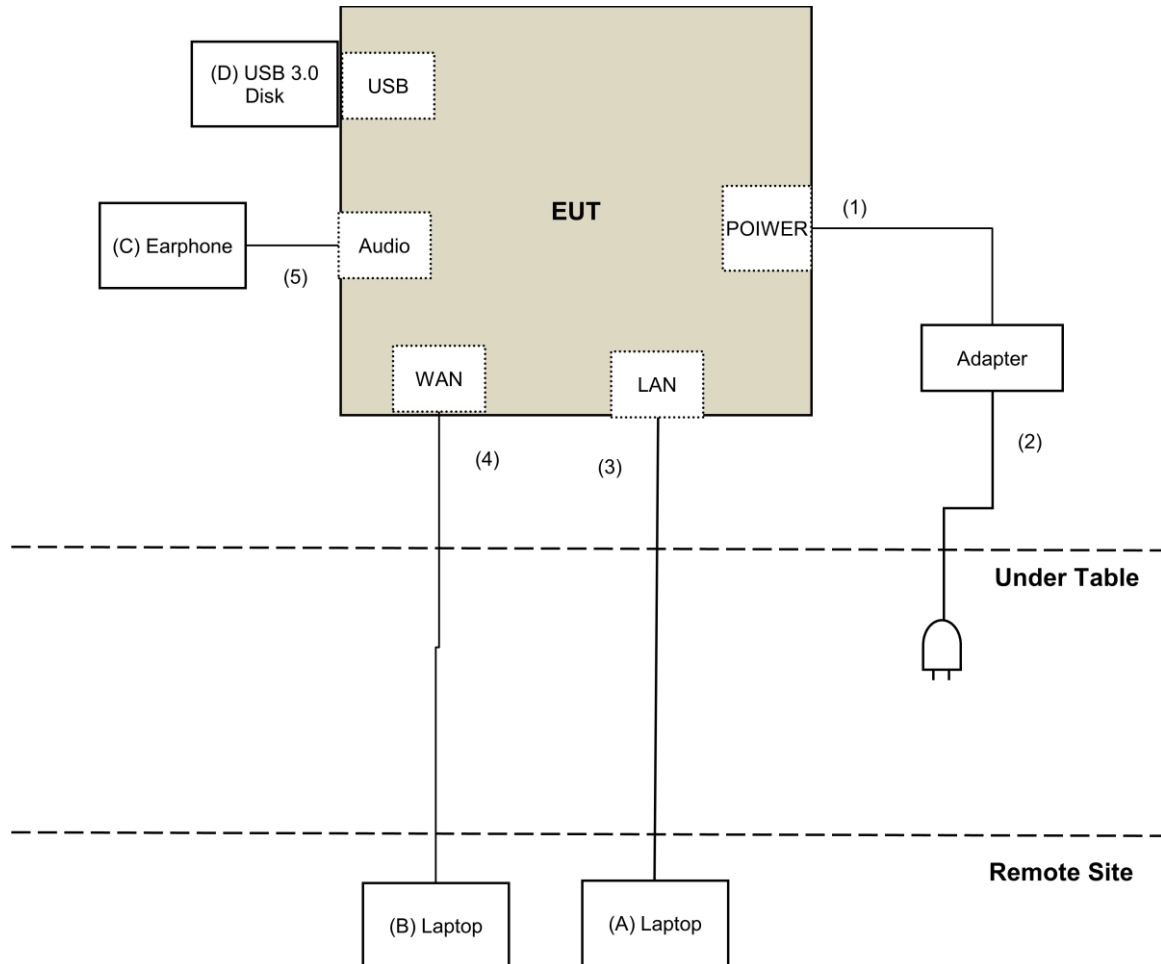 (D) USB 3.0
Disk
USB
EUT
POIWER
(1)
(C) Earphone
(5)
Audio
Adapter
WAN
LAN
(4)
(3)
(2)
Under Table
Remote Site
(B) Laptop
(A) Laptop